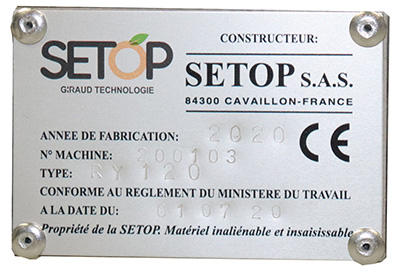 SETOP
GIRAUD TECHNOLOGIE
CONSTRUCTEUR:
SETOP S.A.S.
84300 CAVAILLON-FRANCE
ANNEE DE FABRICATION: 2020
CE
N° MACHINE: 200103
TYPE: RY 120
CONFORME AU REGLEMENT DU MINISTERE DU TRAVAIL
A LA DATE DU: 01 07 20
Propriété de la SETOP. Matériel inaliénable et insaisissable